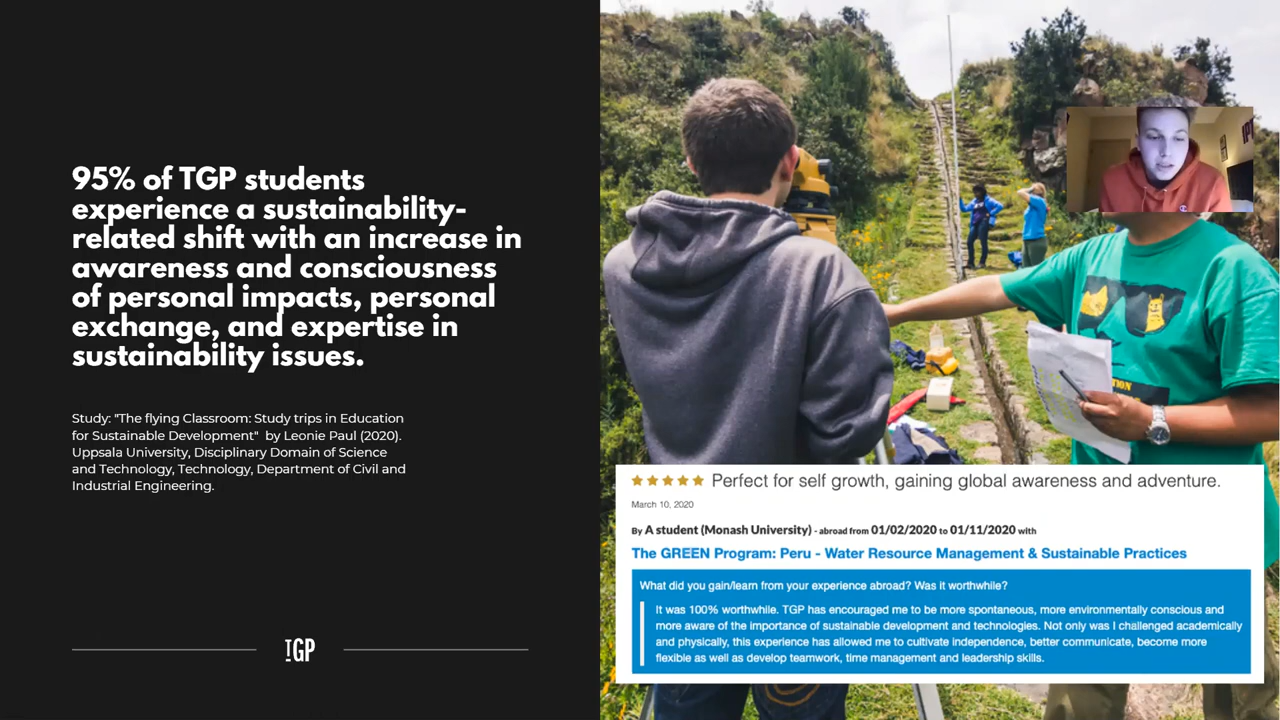 95% of TGP students
experience a sustainability-
related shift with an increase in
awareness and consciousness
of personal impacts, personal
exchange, and expertise in
sustainability issues.
Study: "The flying Classroom: Study trips in Education
for Sustainable Development" by Leonie Paul (2020).
Uppsala University, Disciplinary Domain of Science
and Technology, Technology, Department of Civil and
Industrial Engineering.
TGP
Perfect for self growth, gaining global awareness and adventure.
March 10, 2020
By A student (Monash University) - abroad from 01/02/2020 to 01/11/2020 with
The GREEN Program: Peru - Water Resource Management & Sustainable Practices
What did you gain/learn from your experience abroad? Was it worthwhile?
It was 100% worthwhile. TGP has encouraged me to be more spontaneous, more environmentally conscious and
more aware of the importance of sustainable development and technologies. Not only was I challenged academically
and physically, this experience has allowed me to cultivate independence, better communicate, become more
flexible as well as develop teamwork, time management and leadership skills.